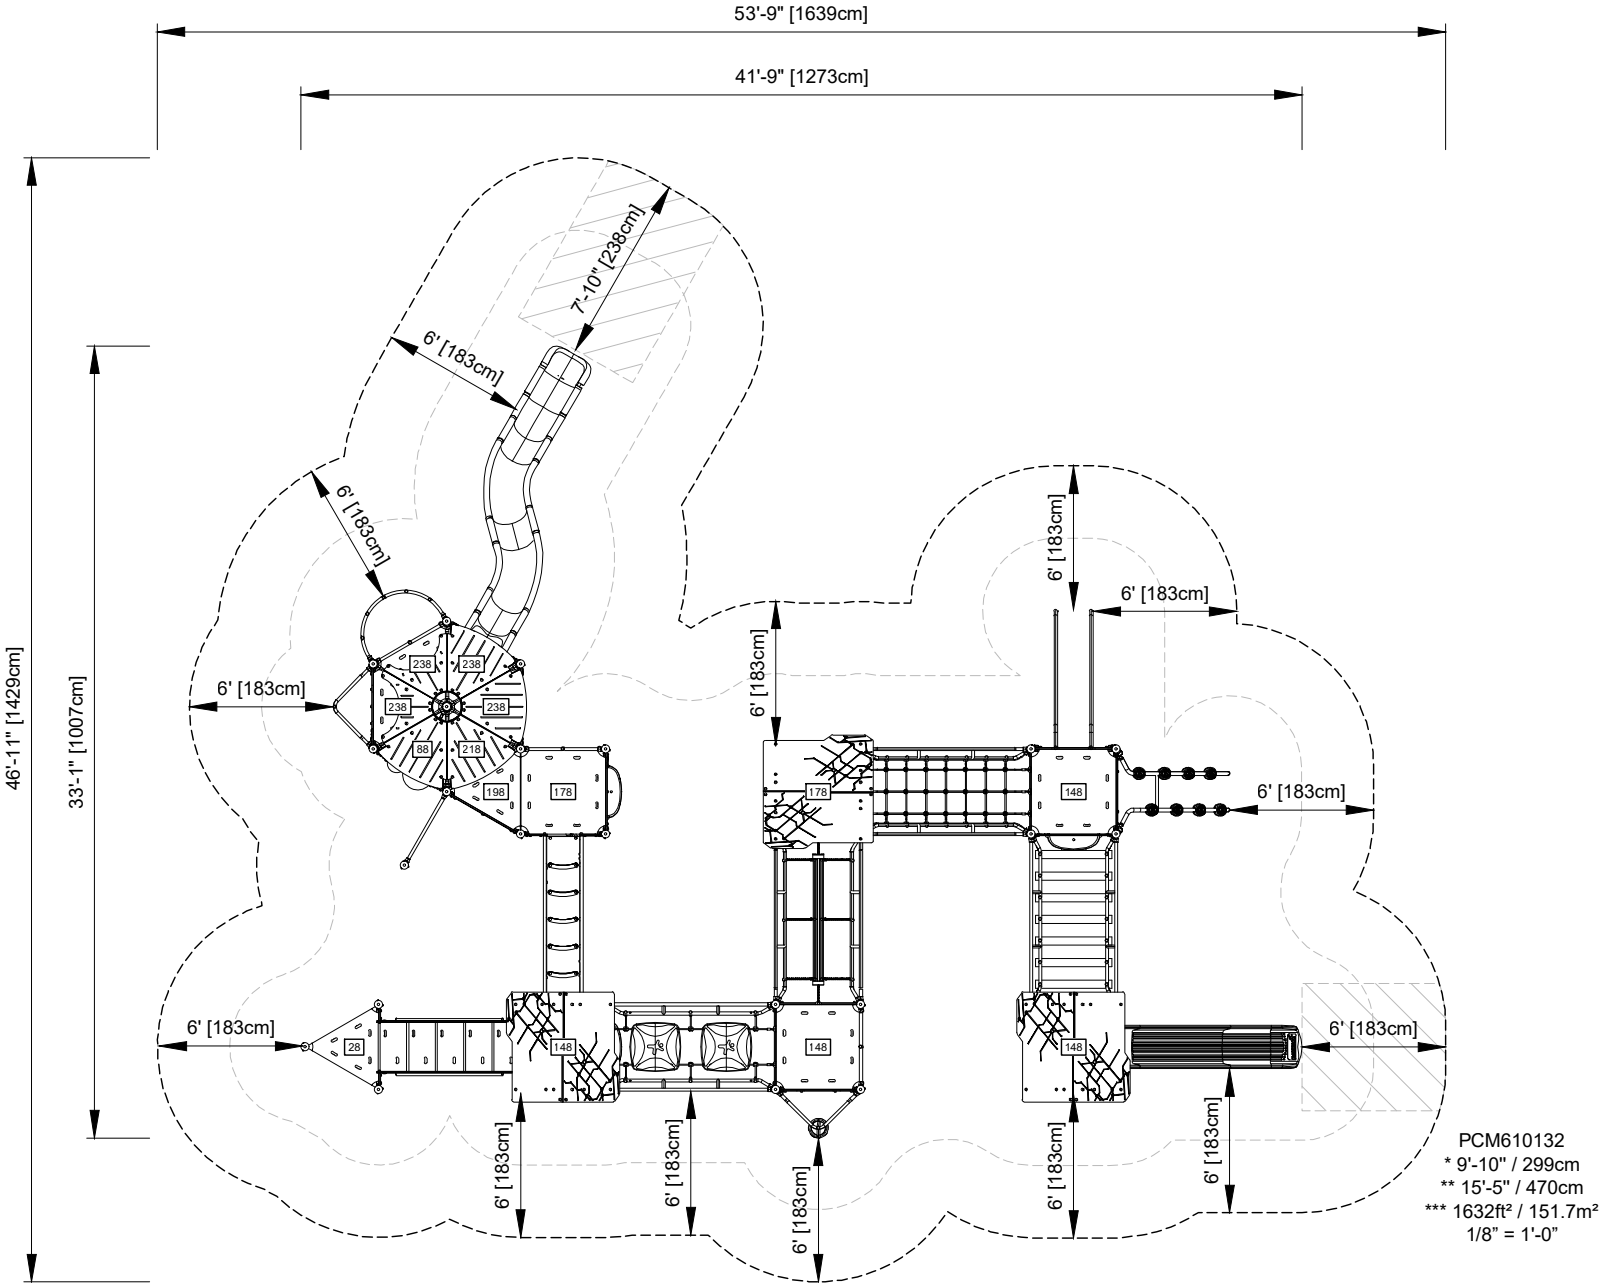 53'-9" [1639cm]
41'-9" [1273cm]
46'-11" [1429cm]
33'-1" [1007cm]
7'-10" [238cm]
6' [183cm]
6' [183cm]
6' [183cm]
6' [183cm]
6' [183cm]
6' [183cm]
238
238
238
238
88
218
198
178
178
148
6' [183cm]
6' [183cm]
28
148
148
148
6' [183cm]
6' [183cm]
6' [183cm]
6' [183cm]
6' [183cm]
6' [183cm]
PCM610132
* 9'-10" / 299cm
** 15'-5" / 470cm
*** 1632ft² / 151.7m²
1/8” = 1'-0”